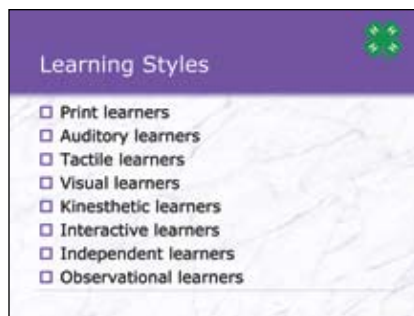 Learning Styles
Print learners
Auditory learners
Tactile learners
Visual learners
Kinesthetic learners
Interactive learners
Independent learners
Observational learners